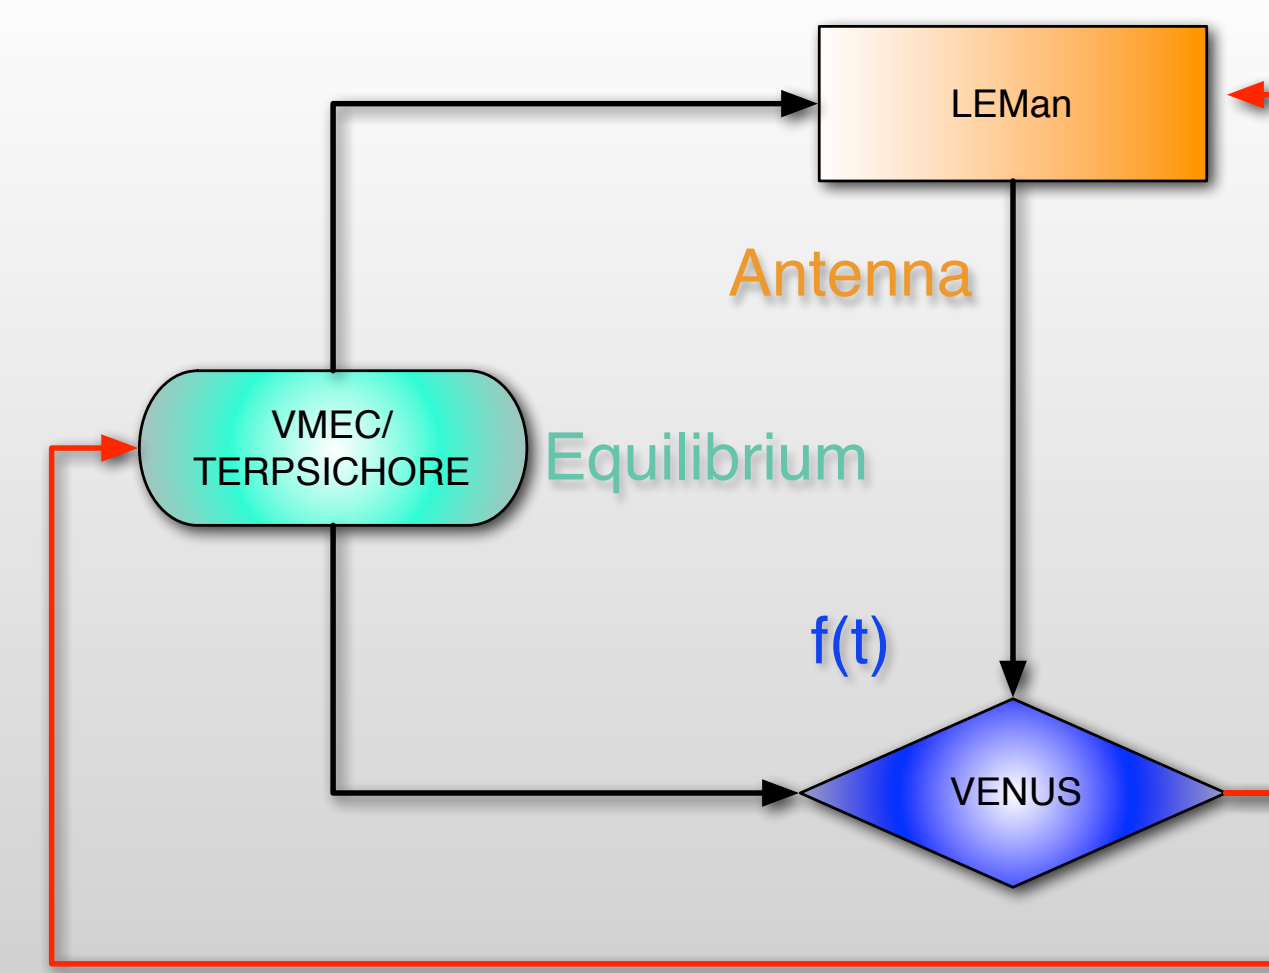 LEMan
Antenna
VMEC/
TERPSICHORE
Equilibrium
f(t)
VENUS